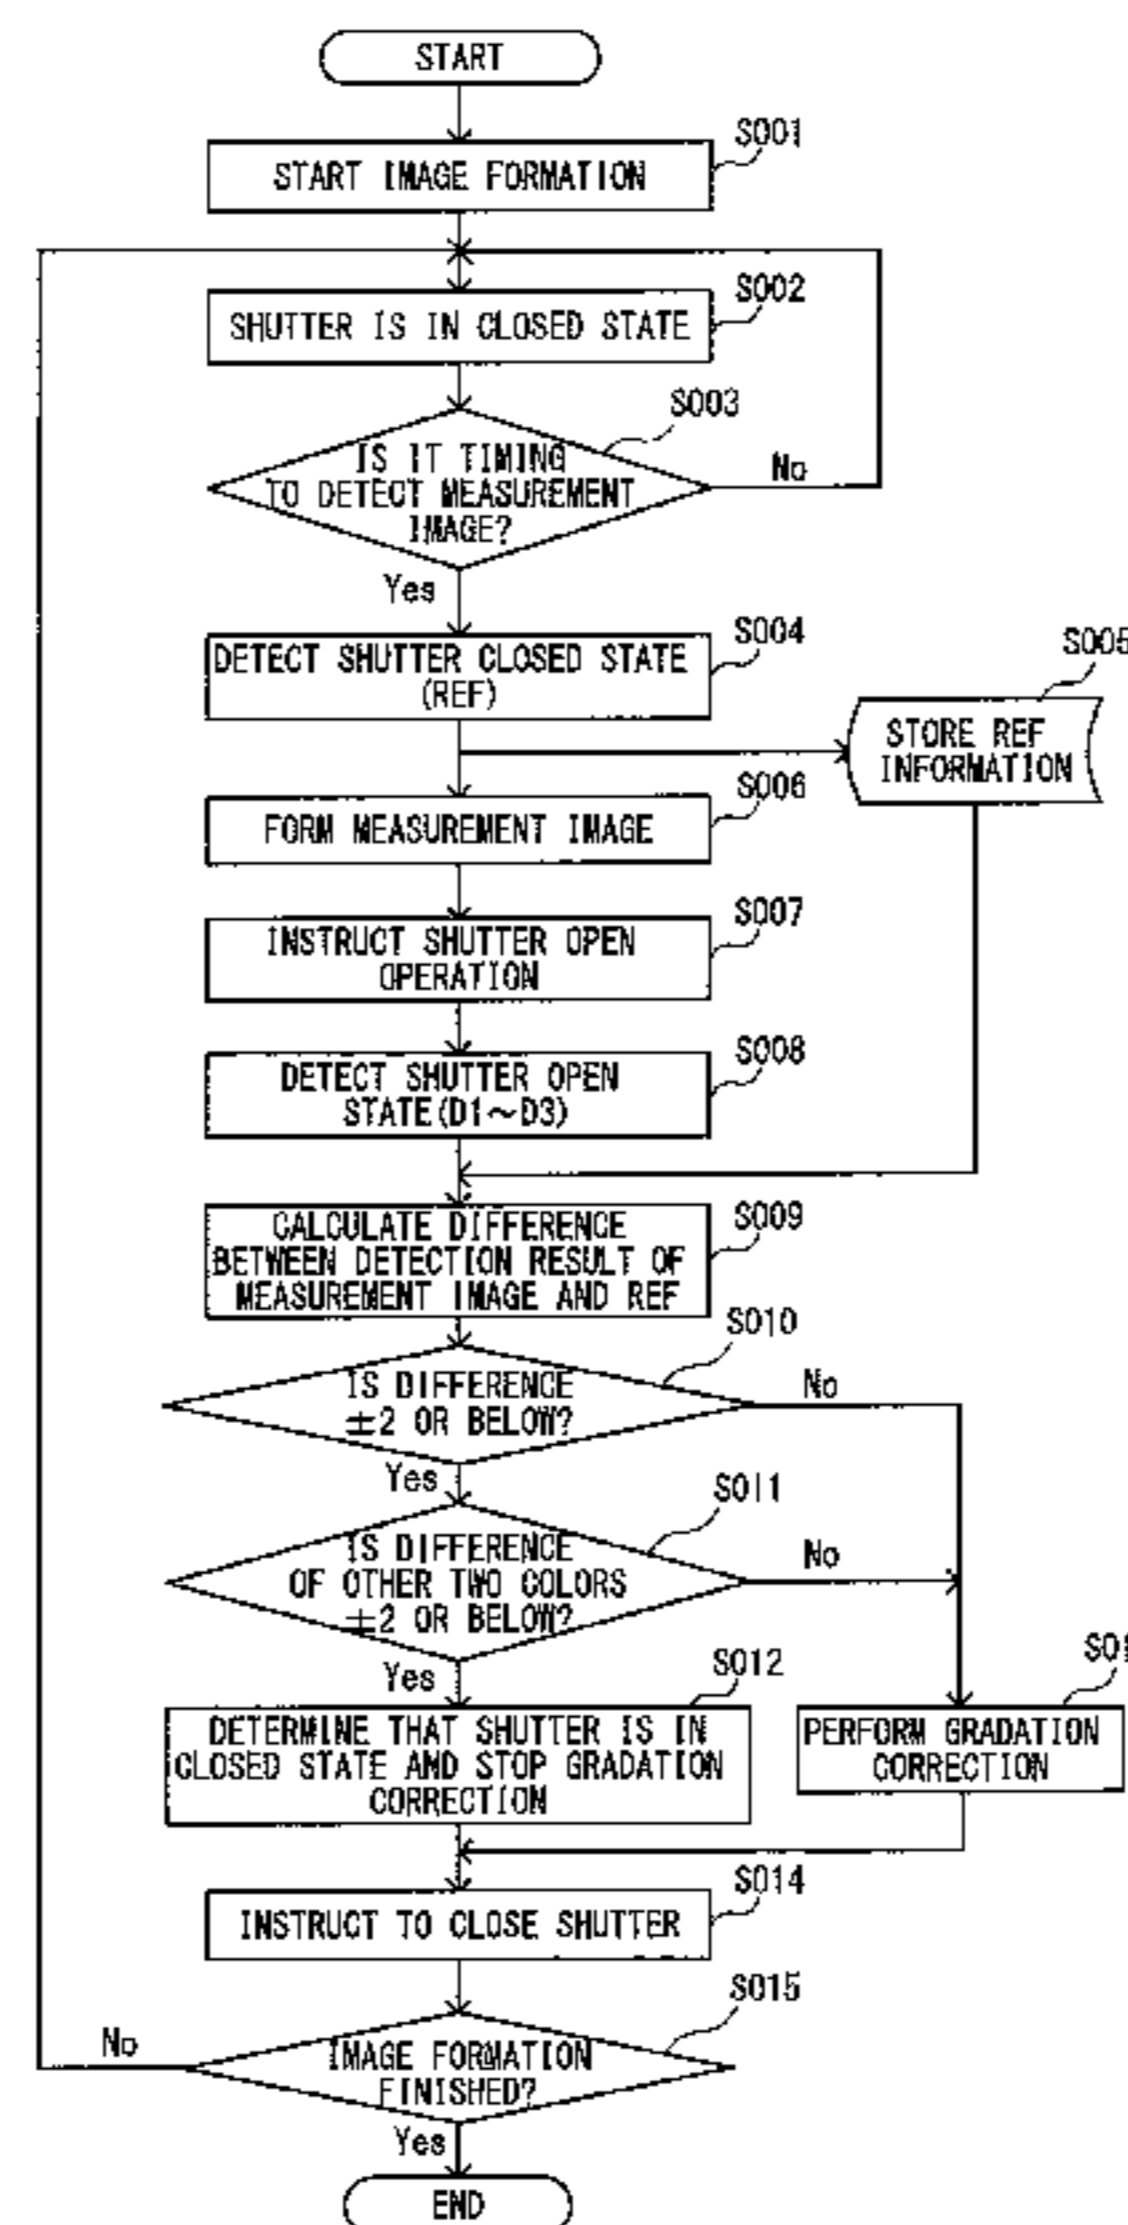 START
S001
START IMAGE FORMATION
S002
SHUTTER IS IN CLOSED STATE
S003
IS IT TIMING
TO DETECT MEASUREMENT
IMAGE?
No
Yes
S004
DETECT SHUTTER CLOSED STATE
(REF)
S005
STORE REF
INFORMATION
S006
FORM MEASUREMENT IMAGE
S007
INSTRUCT SHUTTER OPEN
OPERATION
S008
DETECT SHUTTER OPEN
STATE(D1~D3)
S009
CALCULATE DIFFERENCE
BETWEEN DETECTION RESULT OF
MEASUREMENT IMAGE AND REF
S010
IS DIFFERENCE
±2 OR BELOW?
No
Yes
S011
IS DIFFERENCE
OF OTHER TWO COLORS
±2 OR BELOW?
No
Yes
S012
DETERMINE THAT SHUTTER IS IN
CLOSED STATE AND STOP GRADATION
CORRECTION
PERFORM GRADATION
CORRECTION
S014
INSTRUCT TO CLOSE SHUTTER
S015
IMAGE FORMATION
FINISHED?
No
Yes
END